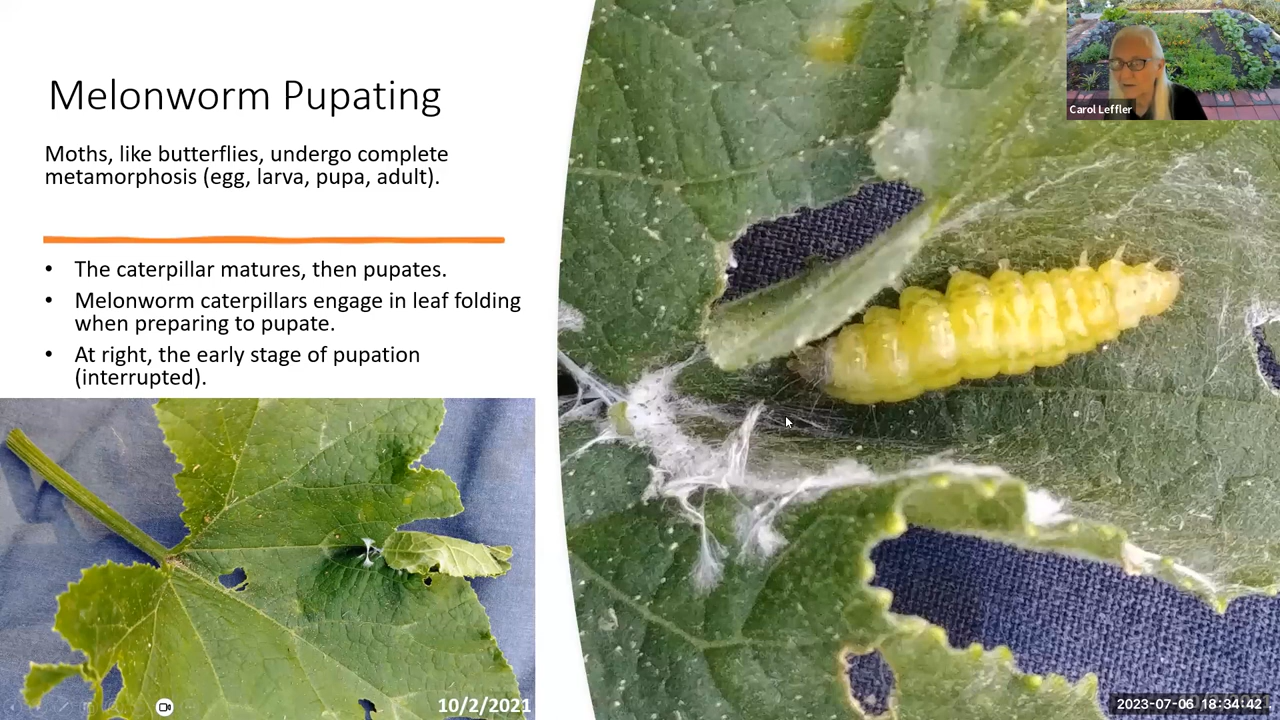 Melonworm Pupating
Moths, like butterflies, undergo complete
metamorphosis (egg, larva, pupa, adult).
• The caterpillar matures, then pupates.
• Melonworm caterpillars engage in leaf folding
when preparing to pupate.
• At right, the early stage of pupation
(interrupted).
10/2/2021
Carol Leffler
2023-07-06 18:34:42